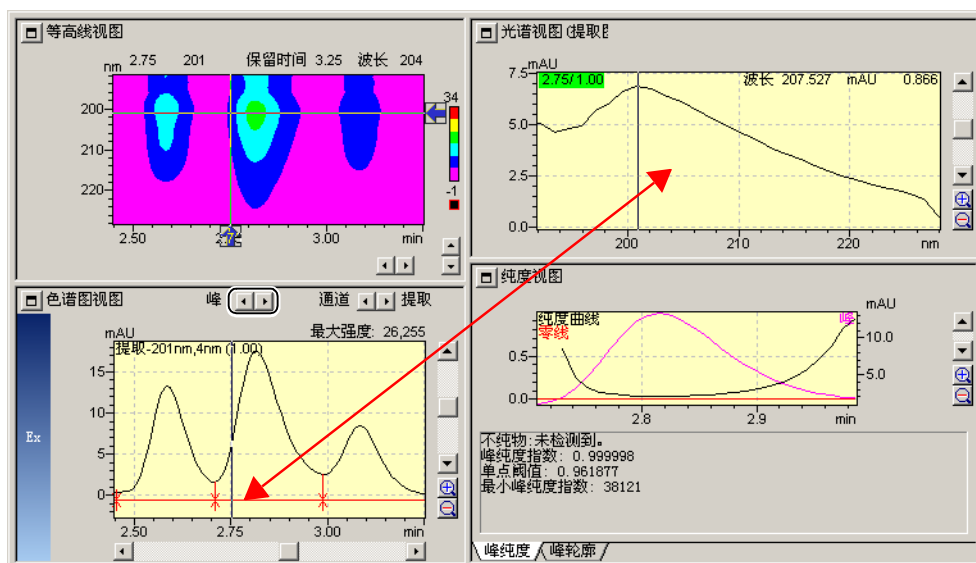 等高线视图
nm 2.75 201 保留时间 3.25 波长 204
34
200
210
220
-1
2.50 2.75 3.00 min
光谱视图(提取
mAU
7.5
2.75/1.00 波长 207.527 mAU 0.866
5.0
2.5
0.0
200 210 220 nm
色谱图视图 峰 通道 提取
mAU 最大强度: 26,255
提取-201nm,4nm (1.00)
15
10
5
0
Ex
2.50 2.75 3.00 min
纯度视图
mAU
纯度曲线 峰
零线
10.0
0.5
5.0
0.0
2.8 2.9 min
不纯物:未检测到。
峰纯度指数: 0.999998
单点阈值: 0.961877
最小峰纯度指数: 38121
峰纯度 峰轮廓